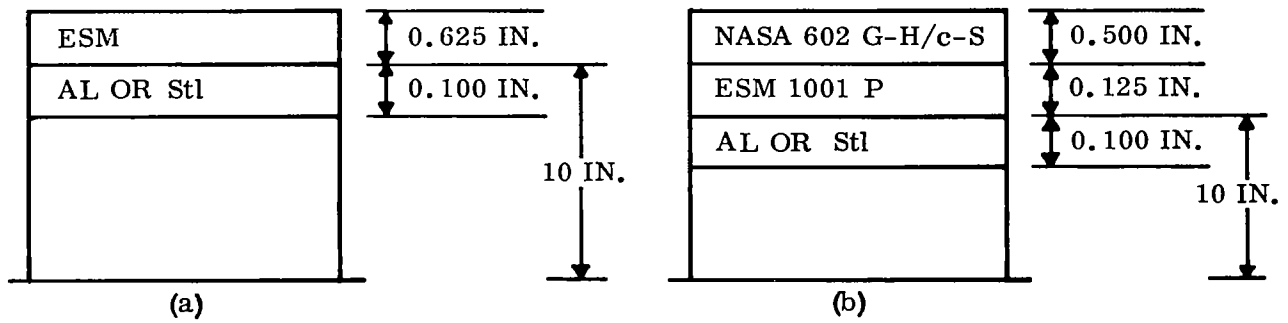 ESM
0.625 IN.
AL OR Stl
0.100 IN.
10 IN.
(a)
NASA 602 G-H/c-S
0.500 IN.
ESM 1001 P
0.125 IN.
AL OR Stl
0.100 IN.
10 IN.
(b)